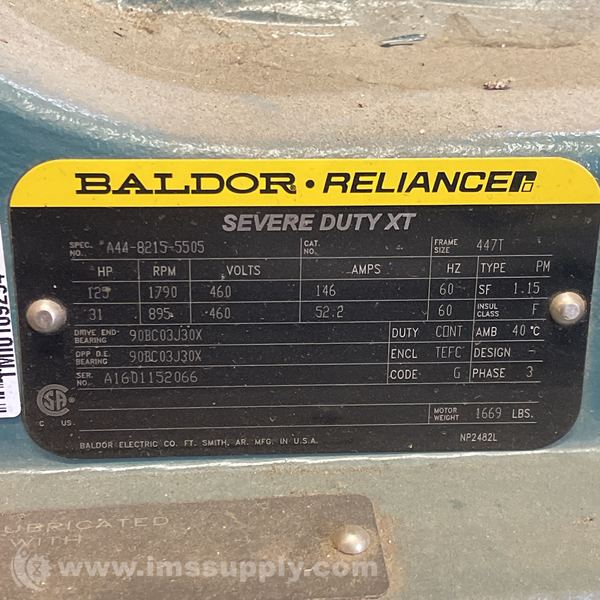 BALDOR • RELIANCE
SEVERE DUTY XT
SPEC. NO. A44-8215-5505 CAT. NO. FRAME SIZE 447T
HP RPM VOLTS AMPS HZ TYPE PM
125 1790 460 146 60 SF 1.15
31 895 460 52.2 60 INSUL CLASS F
DRIVE END BEARING 90BC03J30X DUTY CONT AMB 40°C
OPP D.E. BEARING 90BC03J30X ENCL TEFC DESIGN -
SER. NO. A1601152066 CODE G PHASE 3
SA
C US
MOTOR WEIGHT 1669 LBS.
BALDOR ELECTRIC CO. FT. SMITH, AR. MFG. IN U.S.A. NP2482L
LUBRICATED
WITH
www.imssupply.com